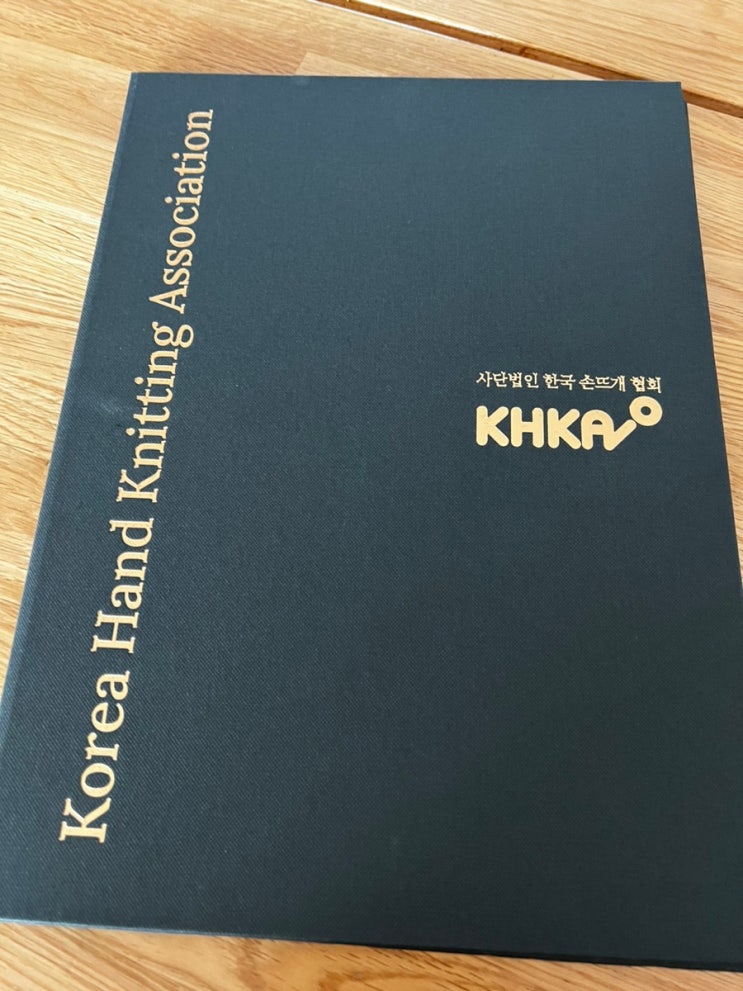 Korea Hand Knitting Association
사단법인 한국 손뜨개 협회
KHKA